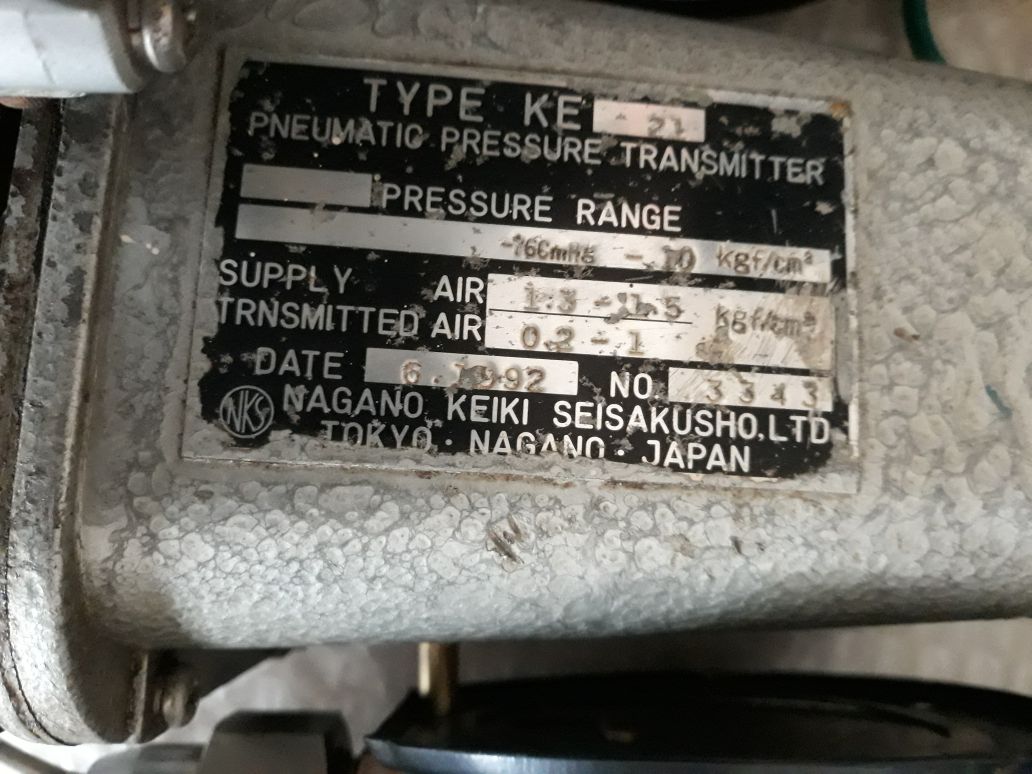 TYPE KE - 21
PNEUMATIC PRESSURE TRANSMITTER
PRESSURE RANGE
-76CmHg - 10 Kgf/cm²
SUPPLY AIR 1.3 - 1.5 Kgf/cm²
TRNSMITTED AIR 0.2 - 1
DATE 6.1992 NO 3343
NKS NAGANO KEIKI SEISAKUSHO,LTD
TOKYO · NAGANO · JAPAN